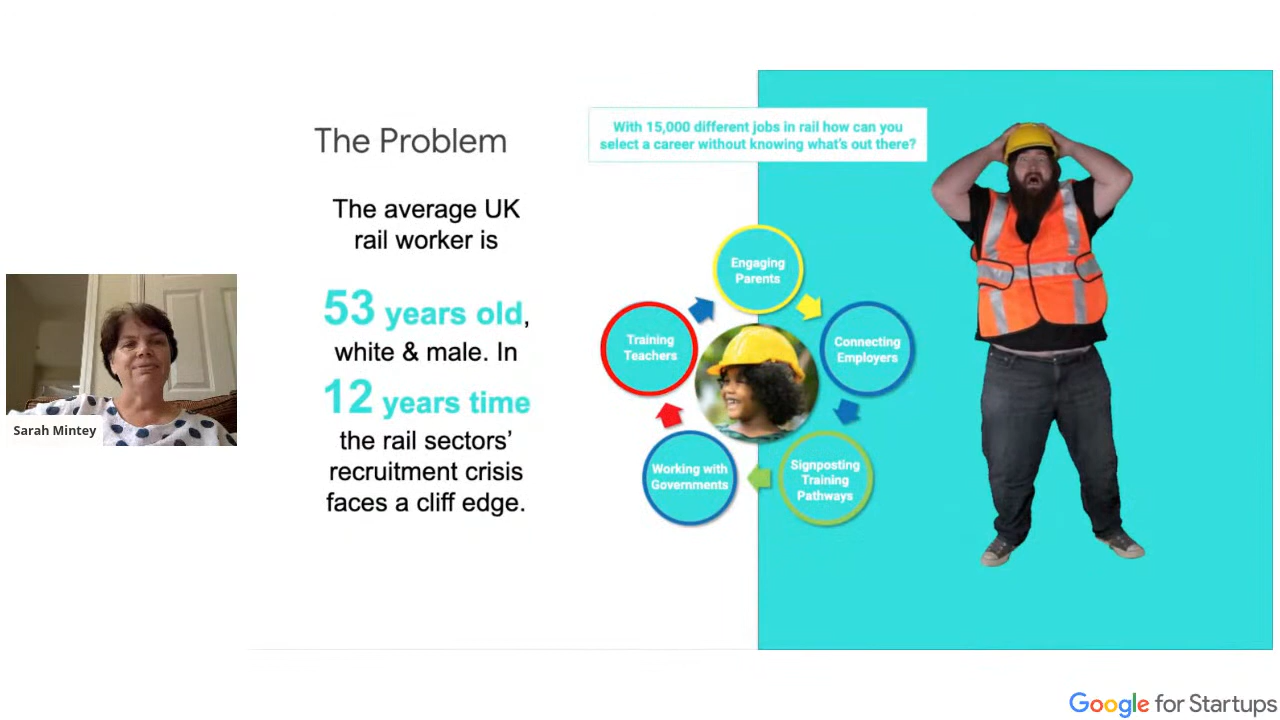 The Problem
The average UK
rail worker is
53 years old,
white & male. In
12 years time
the rail sectors’
recruitment crisis
faces a cliff edge.
With 15,000 different jobs in rail how can you
select a career without knowing what's out there?
Engaging
Parents
Connecting
Employers
Signposting
Training
Pathways
Working with
Governments
Training
Teachers
Sarah Mintey
Google for Startups